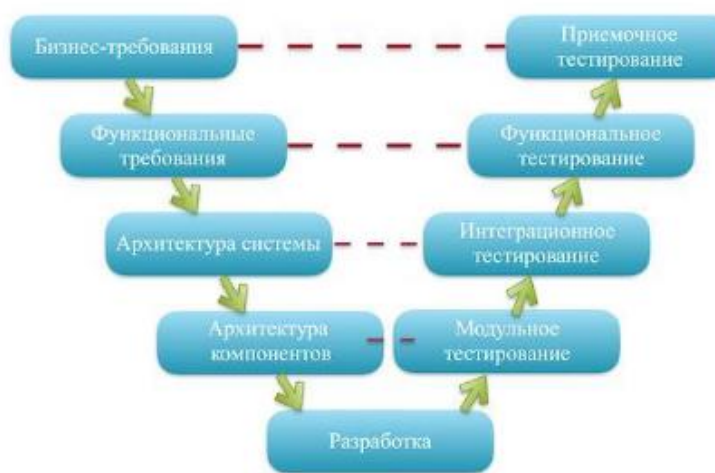 Бизнес-требования
Приемочное
тестирование
Функциональные
требования
Функциональное
тестирование
Архитектура системы
Интеграционное
тестирование
Архитектура
компонентов
Модульное
тестирование
Разработка